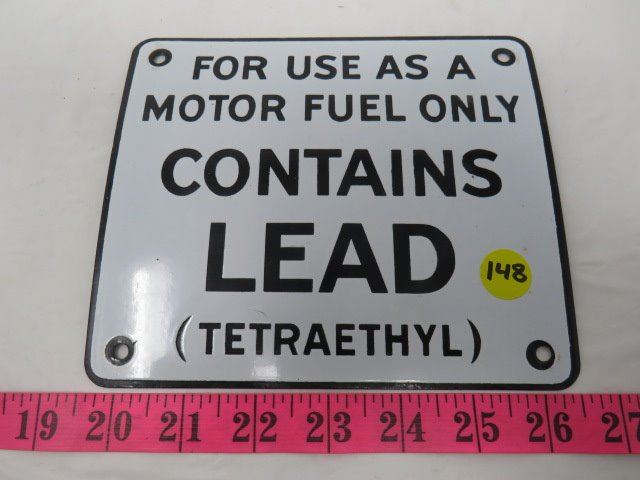 FOR USE AS A
MOTOR FUEL ONLY
CONTAINS
LEAD
148
(TETRAETHYL)
19 20 21 22 23 24 25 26 27